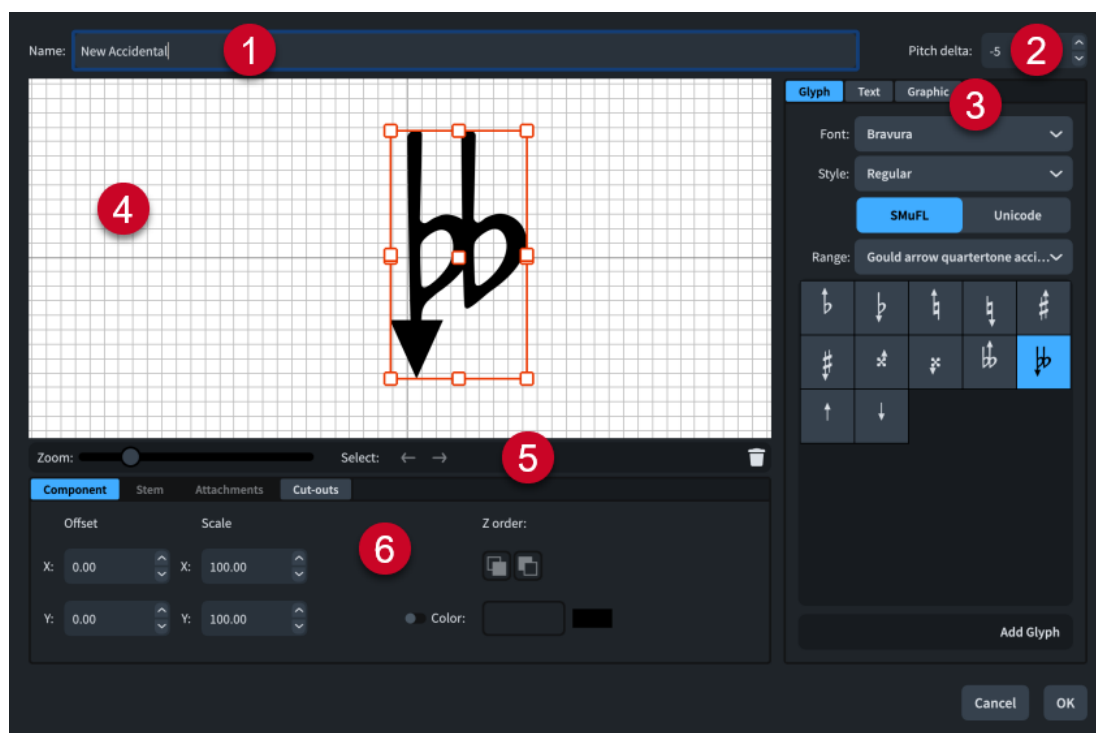 Name: New Accidental 1 Pitch delta: -5 2
Glyph Text Graphic 3
Font: Bravura
Style: Regular
SMuFL Unicode
Range: Gould arrow quartertone acci...
4
Zoom: Select: ← → 5
Component Stem Attachments Cut-outs
Offset Scale Z order:
6
X: 0.00 X: 100.00
Y: 0.00 Y: 100.00 Color:
Add Glyph
Cancel OK